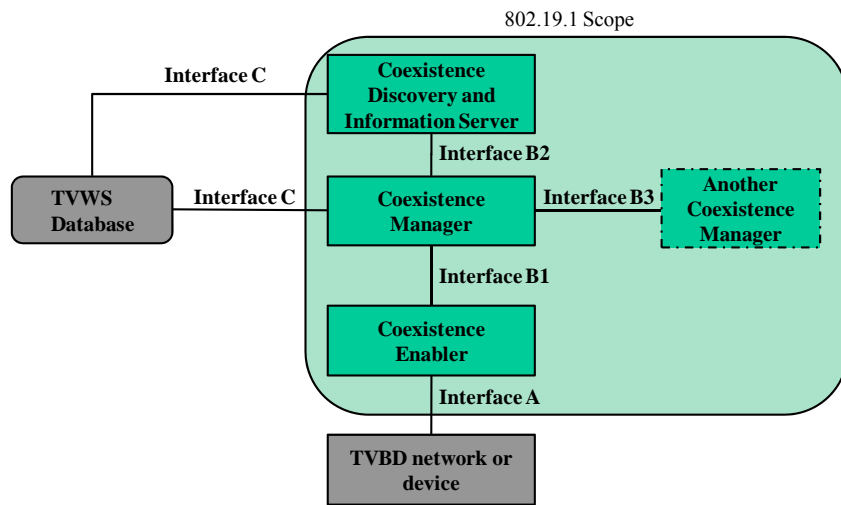 802.19.1 Scope
Interface C
Coexistence
Discovery and
Information Server
Interface B2
TVWS
Database
Interface C
Coexistence
Manager
Interface B3
Another
Coexistence
Manager
Interface B1
Coexistence
Enabler
Interface A
TVBD network or
device